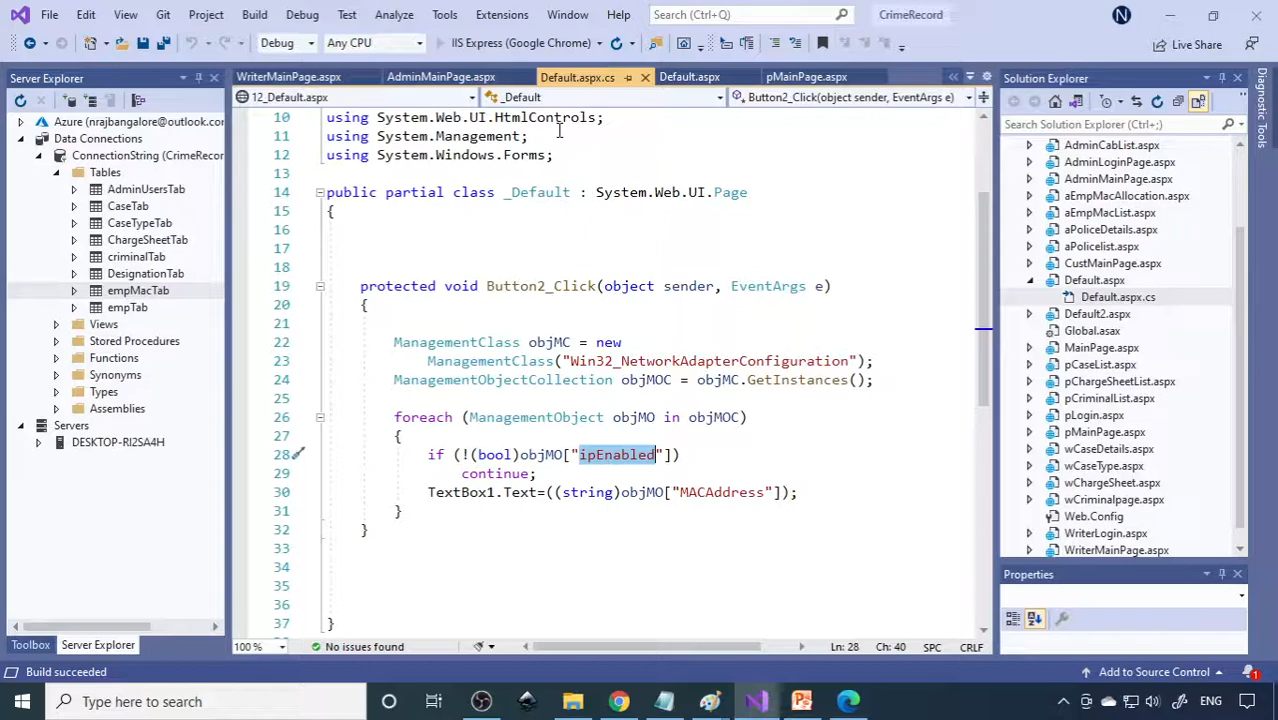 File Edit View Git Project Build Debug Test Analyze Tools Extensions Window Help Search (Ctrl+Q) CrimeRecord N
Debug Any CPU IIS Express (Google Chrome) Live Share
Server Explorer
Azure (nrajbangalore@outlook.com
Data Connections
ConnectionString (CrimeRecord
Tables
AdminUsersTab
CaseTab
CaseTypeTab
ChargeSheetTab
criminalTab
DesignationTab
empMacTab
empTab
Views
Stored Procedures
Functions
Synonyms
Types
Assemblies
Servers
DESKTOP-RI2SA4H
Toolbox Server Explorer
WriterMainPage.aspx AdminMainPage.aspx Default.aspx.cs Default.aspx pMainPage.aspx
12_Default.aspx _Default Button2_Click(object sender, EventArgs e)
10 using System.Web.UI.HtmlControls;
11 using System.Management;
12 using System.Windows.Forms;
13
14 public partial class _Default : System.Web.UI.Page
15 {
16
17
18
19 protected void Button2_Click(object sender, EventArgs e)
20 {
21
22 ManagementClass objMC = new
23 ManagementClass("Win32_NetworkAdapterConfiguration");
24 ManagementObjectCollection objMOC = objMC.GetInstances();
25
26 foreach (ManagementObject objMO in objMOC)
27 {
28 if (!(bool)objMO["ipEnabled"])
29 continue;
30 TextBox1.Text=((string)objMO["MACAddress"]);
31 }
32 }
33
34
35
36
37 }
100 % No issues found Ln: 28 Ch: 40 SPC CRLF
Solution Explorer
Search Solution Explorer (Ctrl+;)
AdminCabList.aspx
AdminLoginPage.aspx
AdminMainPage.aspx
aEmpMacAllocation.aspx
aEmpMacList.aspx
aPoliceDetails.aspx
aPolicelist.aspx
CustMainPage.aspx
Default.aspx
Default.aspx.cs
Default2.aspx
Global.asax
MainPage.aspx
pCaseList.aspx
pChargeSheetList.aspx
pCriminalList.aspx
pLogin.aspx
pMainPage.aspx
wCaseDetails.aspx
wCaseType.aspx
wChargeSheet.aspx
wCriminalpage.aspx
Web.Config
WriterLogin.aspx
WriterMainPage.aspx
Properties
Diagnostic Tools
Build succeeded Add to Source Control 1
Type here to search ENG